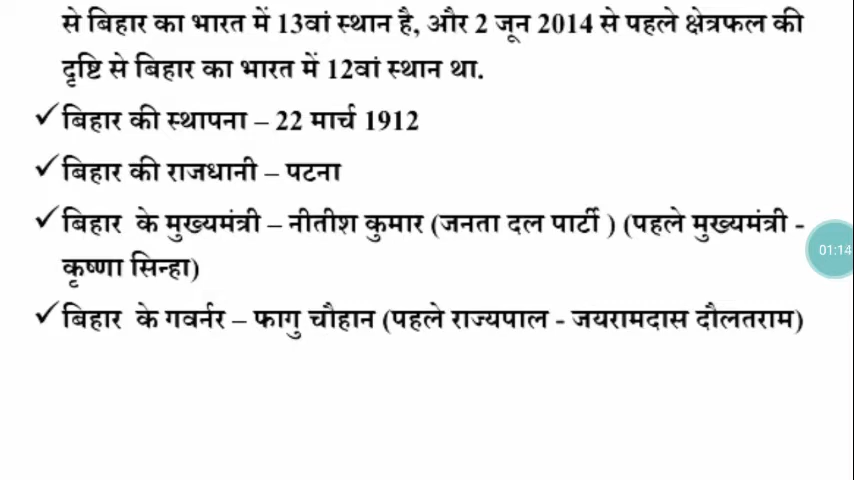 से बिहार का भारत में 13वां स्थान है, और 2 जून 2014 से पहले क्षेत्रफल की
दृष्टि से बिहार का भारत में 12वां स्थान था.
✓बिहार की स्थापना – 22 मार्च 1912
✓बिहार की राजधानी – पटना
✓बिहार के मुख्यमंत्री – नीतीश कुमार (जनता दल पार्टी ) (पहले मुख्यमंत्री -
01:14
कृष्णा सिन्हा)
✓बिहार के गवर्नर – फागु चौहान (पहले राज्यपाल - जयरामदास दौलतराम)